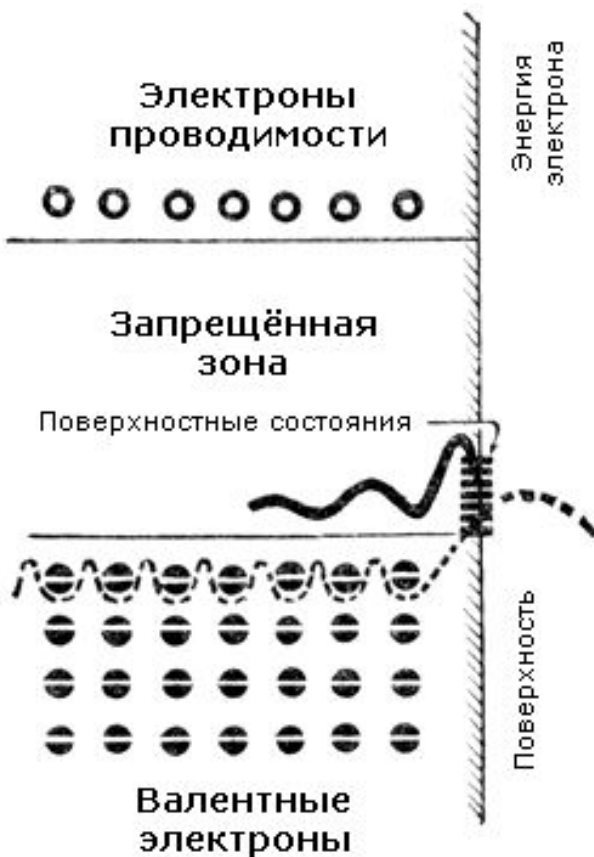 Электроны
проводимости
Энергия
электрона
Запрещённая
зона
Поверхностные состояния
Поверхность
Валентные
электроны